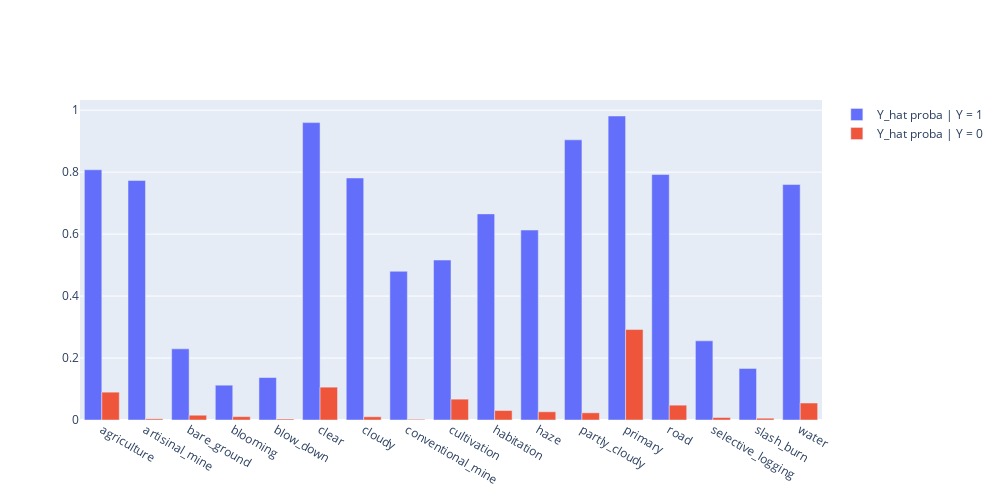 1
0.8
0.6
0.4
0.2
0
agriculture
artisinal_mine
bare_ground
blooming
blow_down
clear
cloudy
conventional_mine
cultivation
habitation
haze
partly_cloudy
primary
road
selective_logging
slash_burn
water
Y_hat proba | Y = 1
Y_hat proba | Y = 0